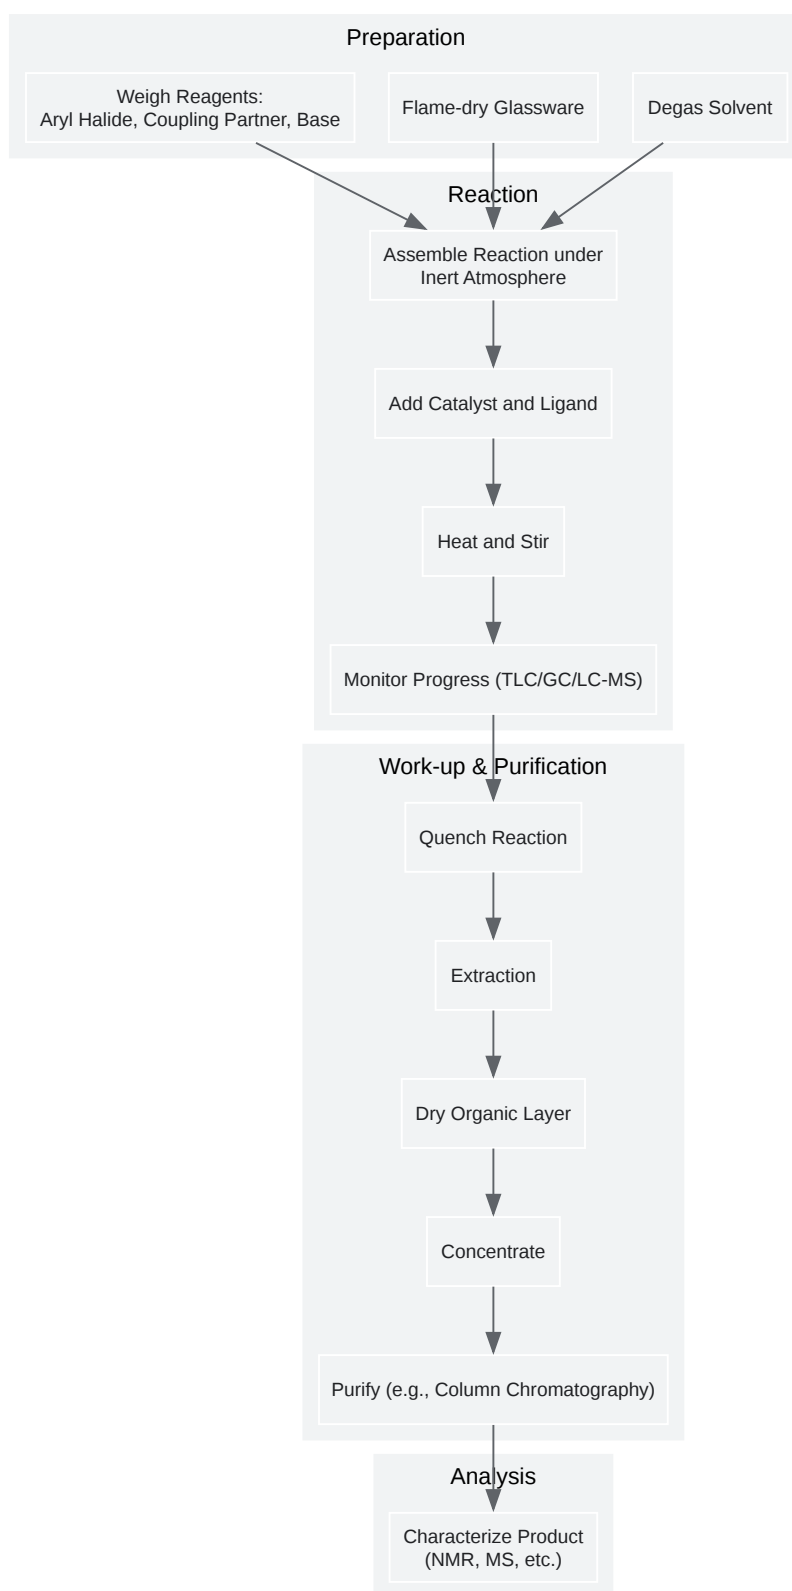 Preparation
Weigh Reagents:
Aryl Halide, Coupling Partner, Base
Flame-dry Glassware
Degas Solvent
Reaction
Assemble Reaction under
Inert Atmosphere
Add Catalyst and Ligand
Heat and Stir
Monitor Progress (TLC/GC/LC-MS)
Work-up & Purification
Quench Reaction
Extraction
Dry Organic Layer
Concentrate
Purify (e.g., Column Chromatography)
Analysis
Characterize Product
(NMR, MS, etc.)